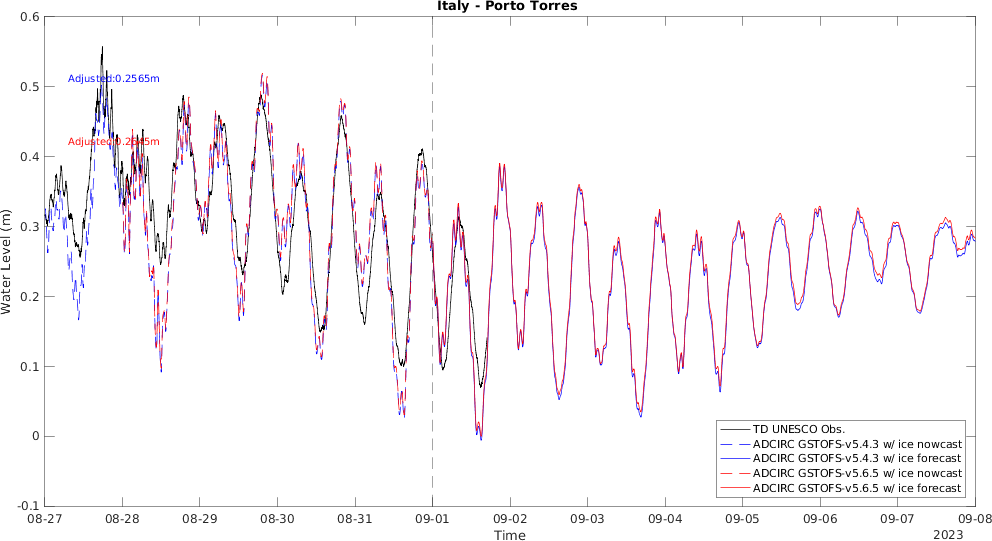 Italy - Porto Torres
0.6
0.5
0.4
0.3
0.2
0.1
0
-0.1
Water Level (m)
Adjusted:0.2565m
TD UNESCO Obs.
ADCIRC GSTOFS-v5.4.3 w/ ice nowcast
ADCIRC GSTOFS-v5.4.3 w/ ice forecast
ADCIRC GSTOFS-v5.6.5 w/ ice nowcast
ADCIRC GSTOFS-v5.6.5 w/ ice forecast
08-27 08-28 08-29 08-30 08-31 09-01 09-02 09-03 09-04 09-05 09-06 09-07 09-08
Time
2023